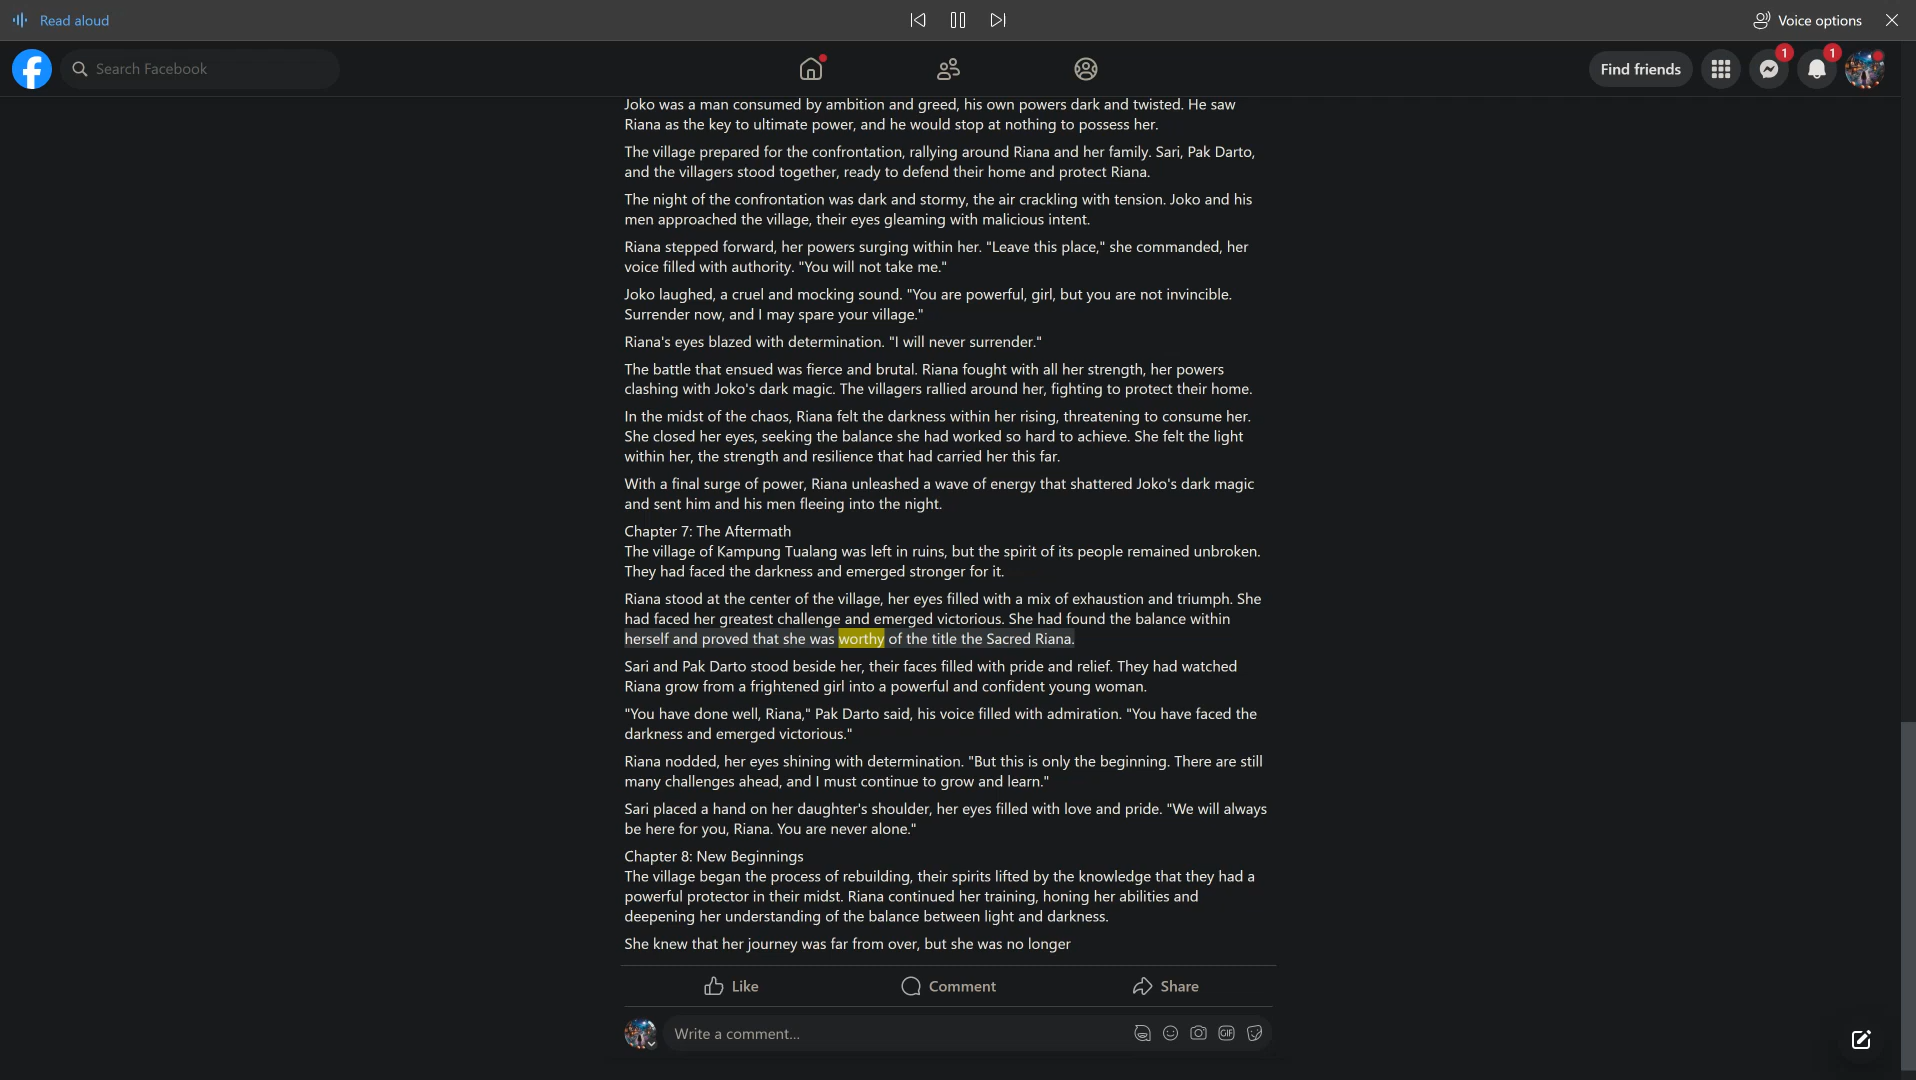 Read aloud
Voice options
Search Facebook
Find friends
1
1
Joko was a man consumed by ambition and greed, his own powers dark and twisted. He saw
Riana as the key to ultimate power, and he would stop at nothing to possess her.
The village prepared for the confrontation, rallying around Riana and her family. Sari, Pak Darto,
and the villagers stood together, ready to defend their home and protect Riana.
The night of the confrontation was dark and stormy, the air crackling with tension. Joko and his
men approached the village, their eyes gleaming with malicious intent.
Riana stepped forward, her powers surging within her. "Leave this place," she commanded, her
voice filled with authority. "You will not take me."
Joko laughed, a cruel and mocking sound. "You are powerful, girl, but you are not invincible.
Surrender now, and I may spare your village."
Riana's eyes blazed with determination. "I will never surrender."
The battle that ensued was fierce and brutal. Riana fought with all her strength, her powers
clashing with Joko's dark magic. The villagers rallied around her, fighting to protect their home.
In the midst of the chaos, Riana felt the darkness within her rising, threatening to consume her.
She closed her eyes, seeking the balance she had worked so hard to achieve. She felt the light
within her, the strength and resilience that had carried her this far.
With a final surge of power, Riana unleashed a wave of energy that shattered Joko's dark magic
and sent him and his men fleeing into the night.
Chapter 7: The Aftermath
The village of Kampung Tualang was left in ruins, but the spirit of its people remained unbroken.
They had faced the darkness and emerged stronger for it.
Riana stood at the center of the village, her eyes filled with a mix of exhaustion and triumph. She
had faced her greatest challenge and emerged victorious. She had found the balance within
herself and proved that she was worthy of the title the Sacred Riana.
Sari and Pak Darto stood beside her, their faces filled with pride and relief. They had watched
Riana grow from a frightened girl into a powerful and confident young woman.
"You have done well, Riana," Pak Darto said, his voice filled with admiration. "You have faced the
darkness and emerged victorious."
Riana nodded, her eyes shining with determination. "But this is only the beginning. There are still
many challenges ahead, and I must continue to grow and learn."
Sari placed a hand on her daughter's shoulder, her eyes filled with love and pride. "We will always
be here for you, Riana. You are never alone."
Chapter 8: New Beginnings
The village began the process of rebuilding, their spirits lifted by the knowledge that they had a
powerful protector in their midst. Riana continued her training, honing her abilities and
deepening her understanding of the balance between light and darkness.
She knew that her journey was far from over, but she was no longer
Like
Comment
Share
Write a comment...
GIF